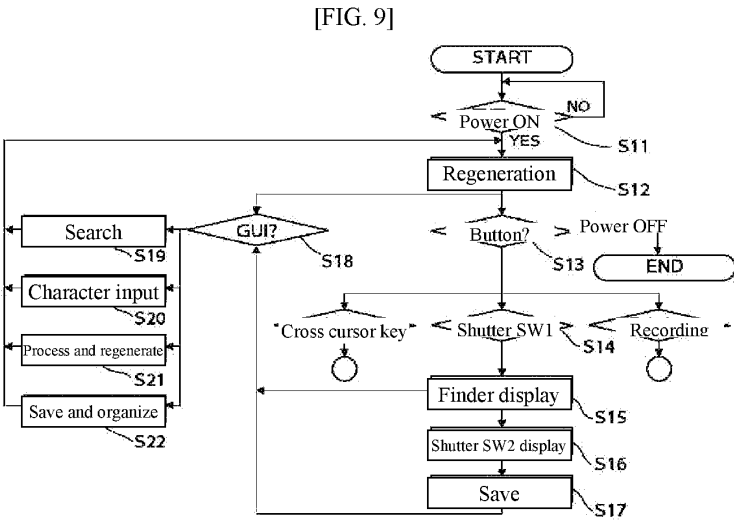 [FIG. 9]
START
NO
Power ON
S11
YES
Regeneration
S12
GUI?
S18
Button?
S13
Power OFF
END
Search
S19
Character input
S20
Process and regenerate
S21
Save and organize
S22
Cross cursor key
Shutter SW1
S14
Recording
Finder display
S15
Shutter SW2 display
S16
Save
S17